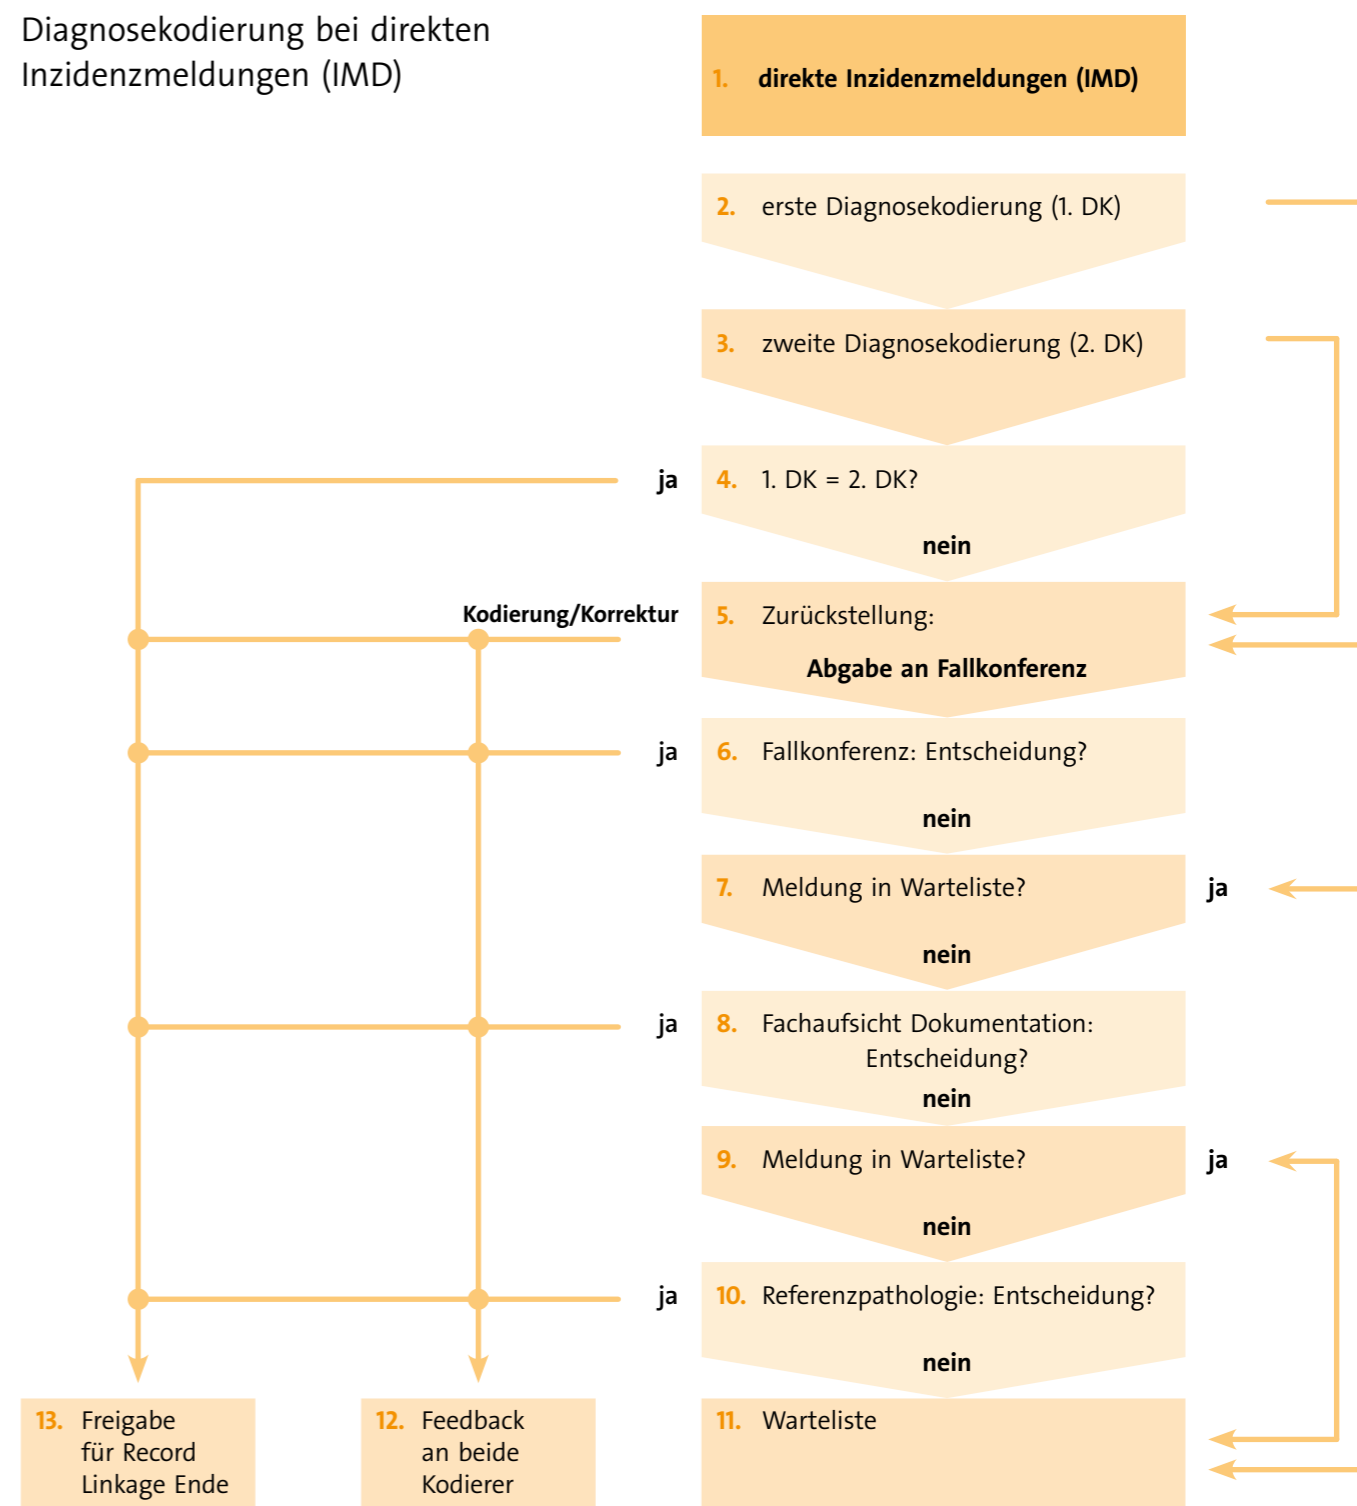 Diagnosekodierung bei direkten
Inzidenzmeldungen (IMD)
1. direkte Inzidenzmeldungen (IMD)
2. erste Diagnosekodierung (1. DK)
3. zweite Diagnosekodierung (2. DK)
ja
4. 1. DK = 2. DK?
nein
Kodierung/Korrektur
5. Zurückstellung:
Abgabe an Fallkonferenz
ja
6. Fallkonferenz: Entscheidung?
nein
7. Meldung in Warteliste?
ja
nein
ja
8. Fachaufsicht Dokumentation:
Entscheidung?
nein
9. Meldung in Warteliste?
ja
nein
ja
10. Referenzpathologie: Entscheidung?
nein
13. Freigabe
für Record
Linkage Ende
12. Feedback
an beide
Kodierer
11. Warteliste